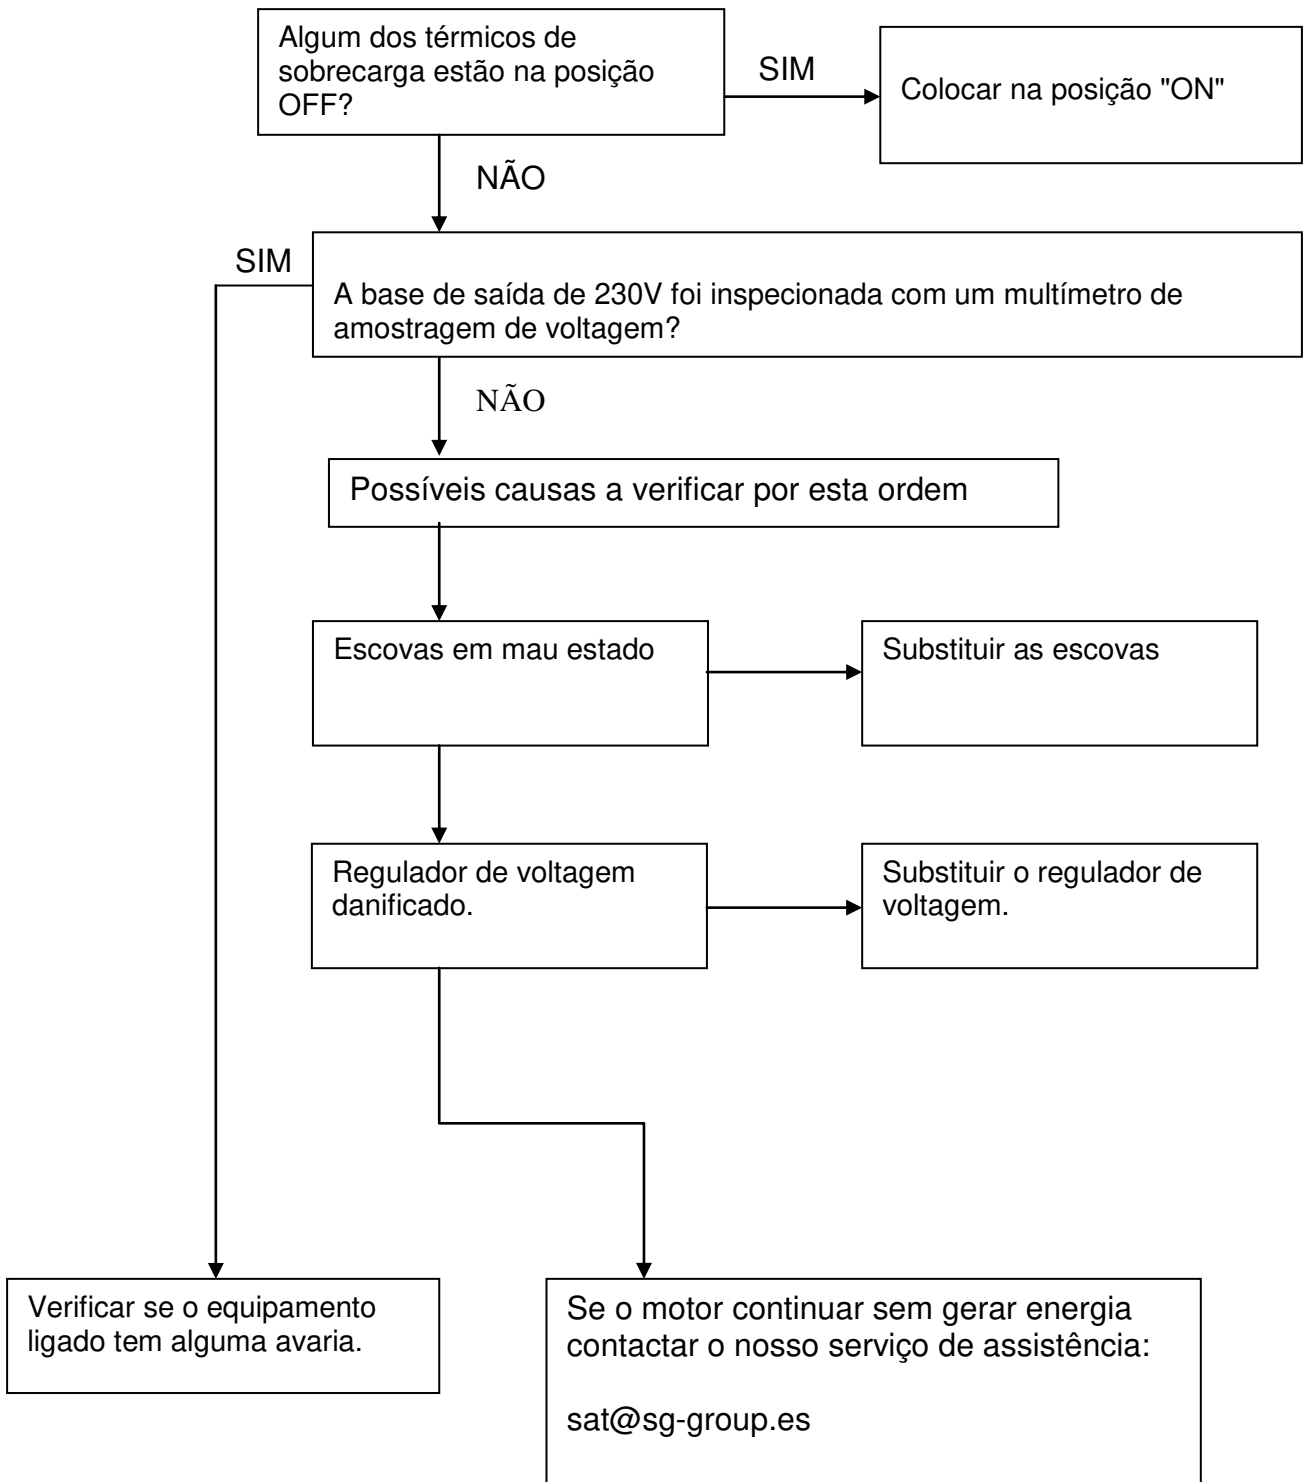 Algum dos térmicos de
sobrecarga estão na posição
OFF?
SIM
Colocar na posição "ON"
NÃO
SIM
A base de saída de 230V foi inspecionada com um multímetro de
amostragem de voltagem?
NÃO
Possíveis causas a verificar por esta ordem
Escovas em mau estado
Substituir as escovas
Regulador de voltagem
danificado.
Substituir o regulador de
voltagem.
Verificar se o equipamento
ligado tem alguma avaria.
Se o motor continuar sem gerar energia
contactar o nosso serviço de assistência:
sat@sg-group.es